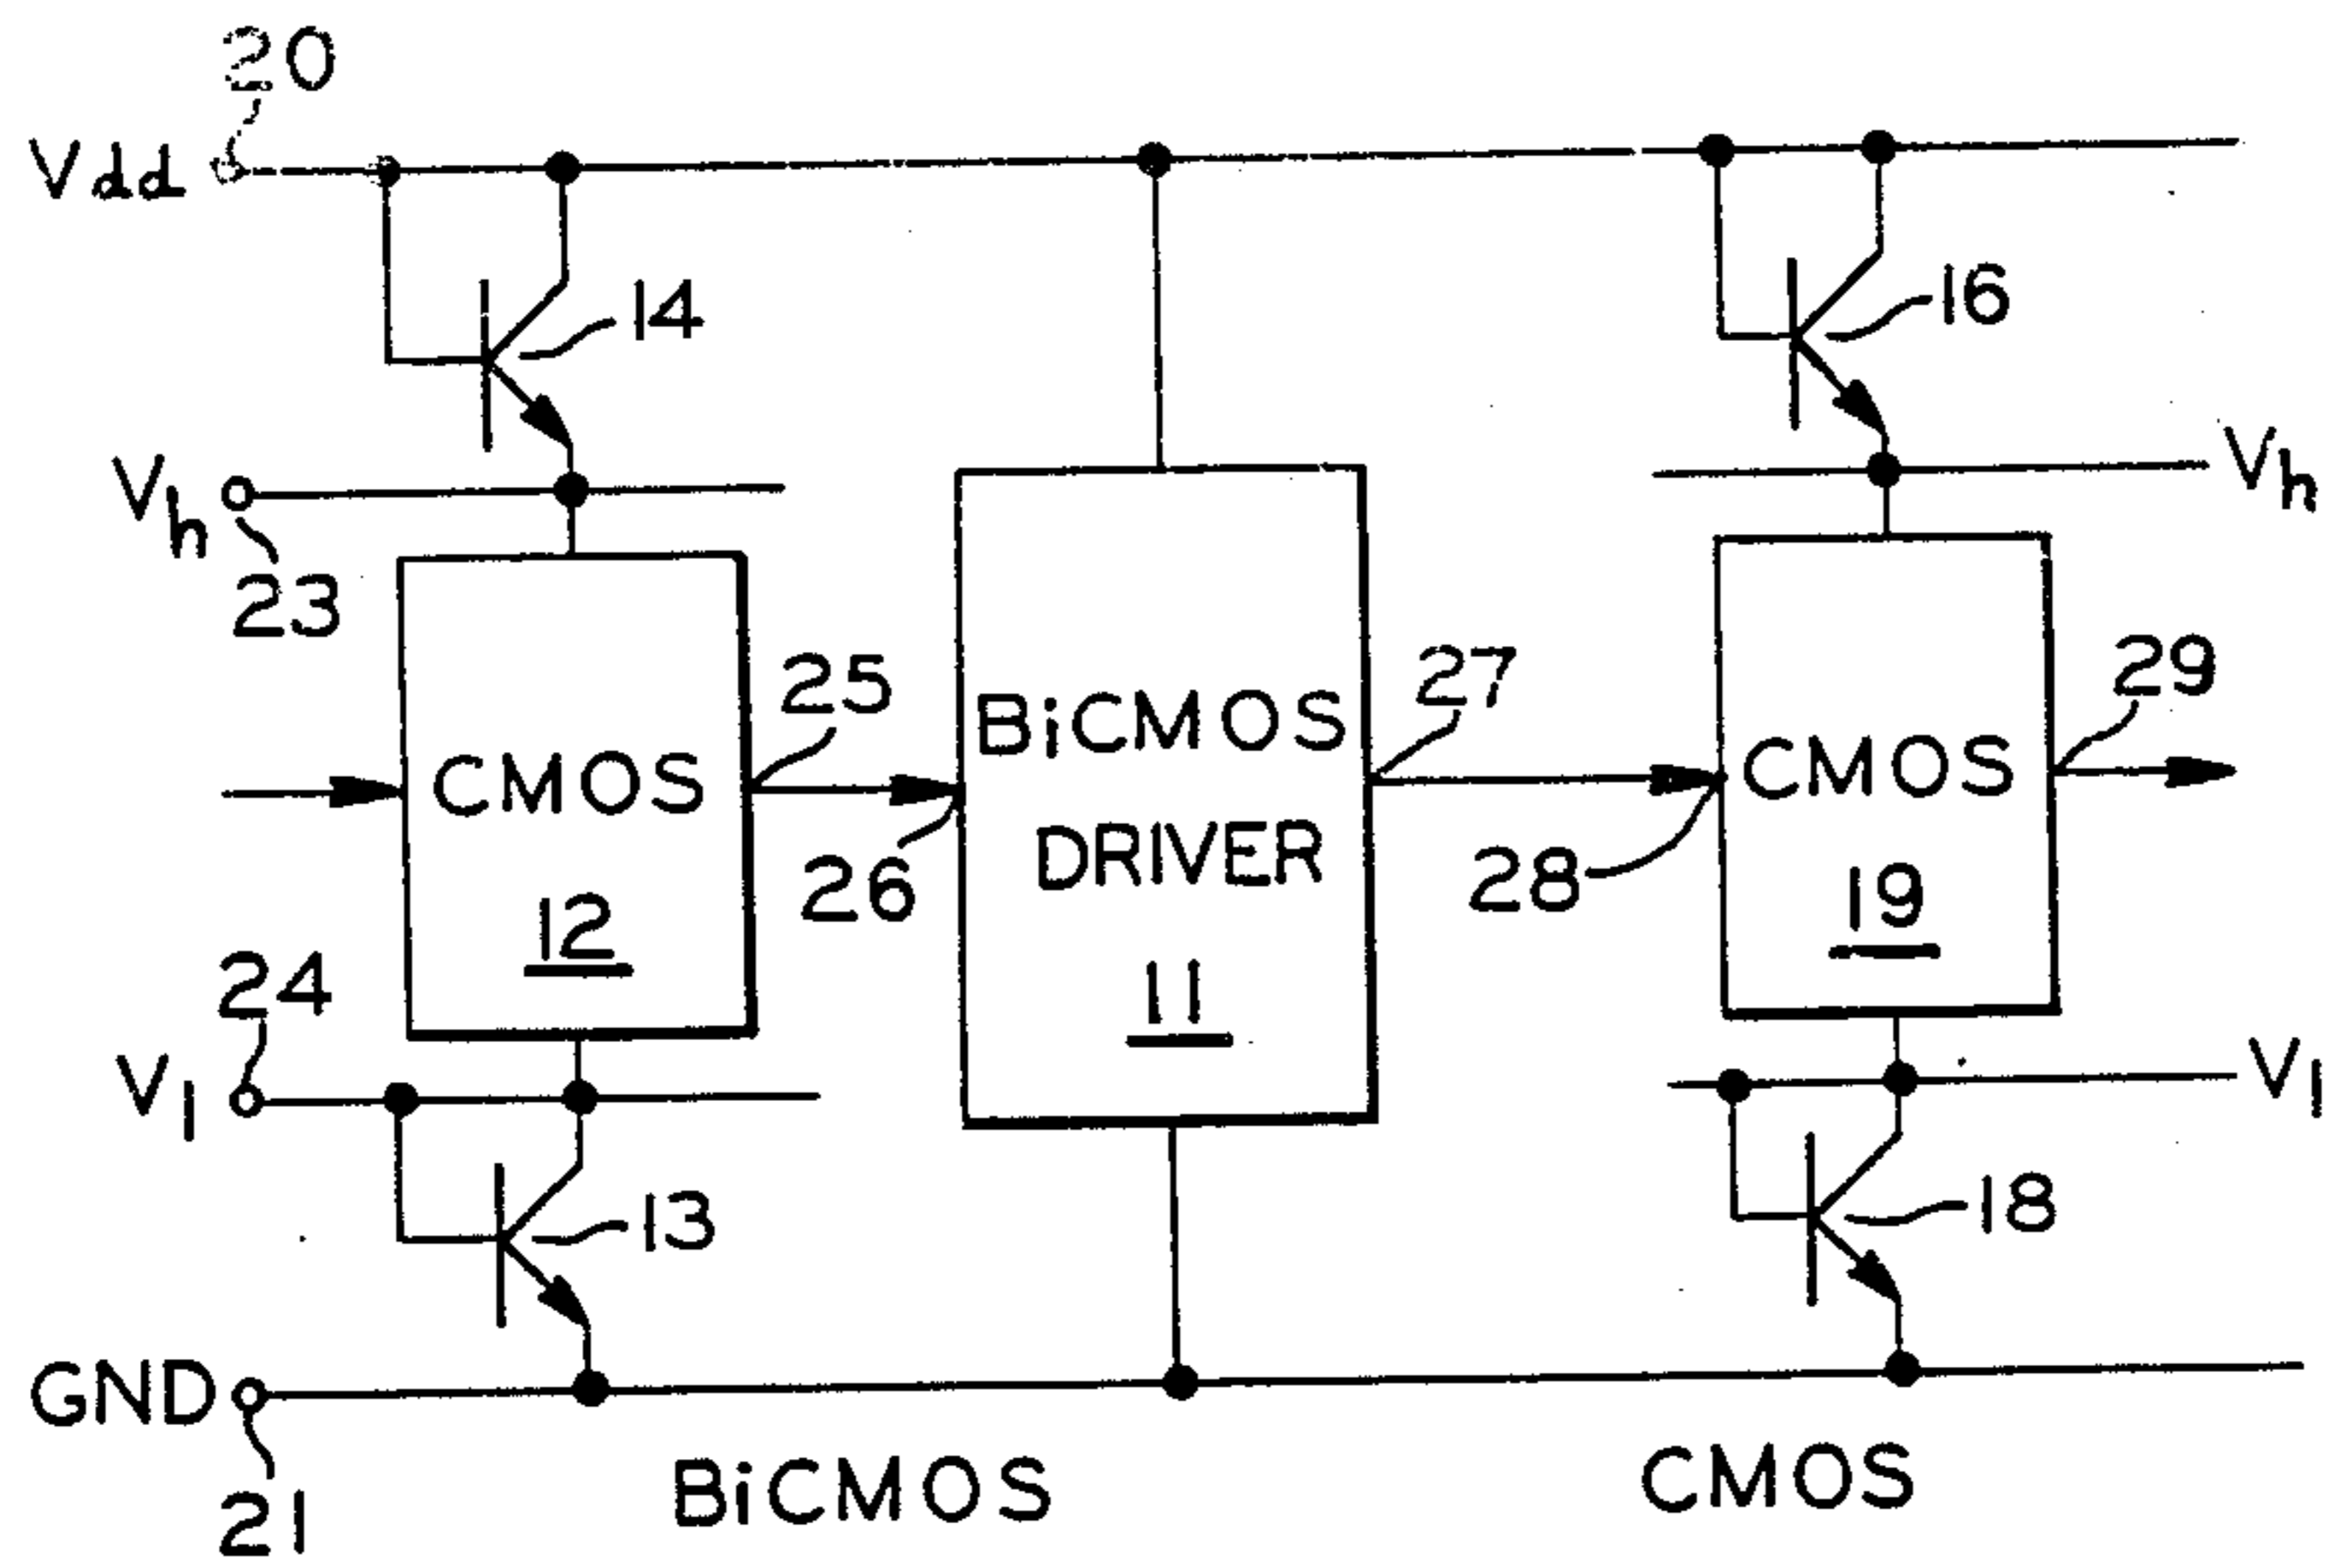 20
Vdd
14
16
Vh
Vh
23
25
27
29
CMOS
BiCMOS
DRIVER
CMOS
26
28
12
11
19
24
Vl
Vl
13
18
GND
21
BiCMOS
CMOS